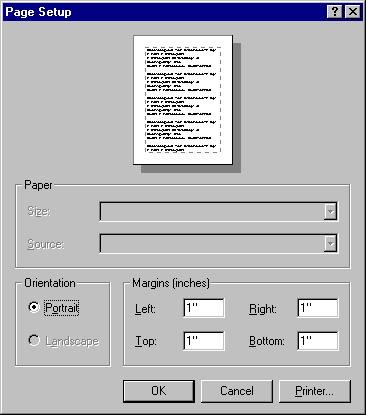 Page Setup
Paper
Size:
Source:
Orientation
Portrait
Landscape
Margins (inches)
Left: 1" Right: 1"
Top: 1" Bottom: 1"
OK Cancel Printer...